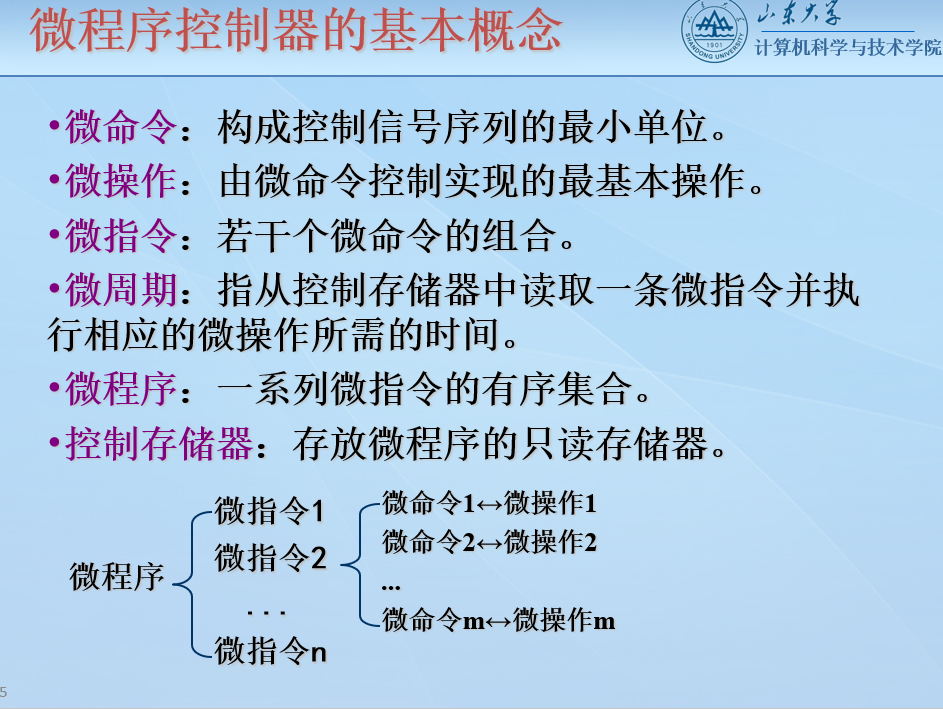 微程序控制器的基本概念
山东大学
计算机科学与技术学院
1901
SHANDONG UNIVERSITY
•微命令：构成控制信号序列的最小单位。
•微操作：由微命令控制实现的最基本操作。
•微指令：若干个微命令的组合。
•微周期：指从控制存储器中读取一条微指令并执
行相应的微操作所需的时间。
•微程序：一系列微指令的有序集合。
•控制存储器：存放微程序的只读存储器。
微程序
微指令1
微指令2
...
微指令n
微命令1↔微操作1
微命令2↔微操作2
...
微命令m↔微操作m
5